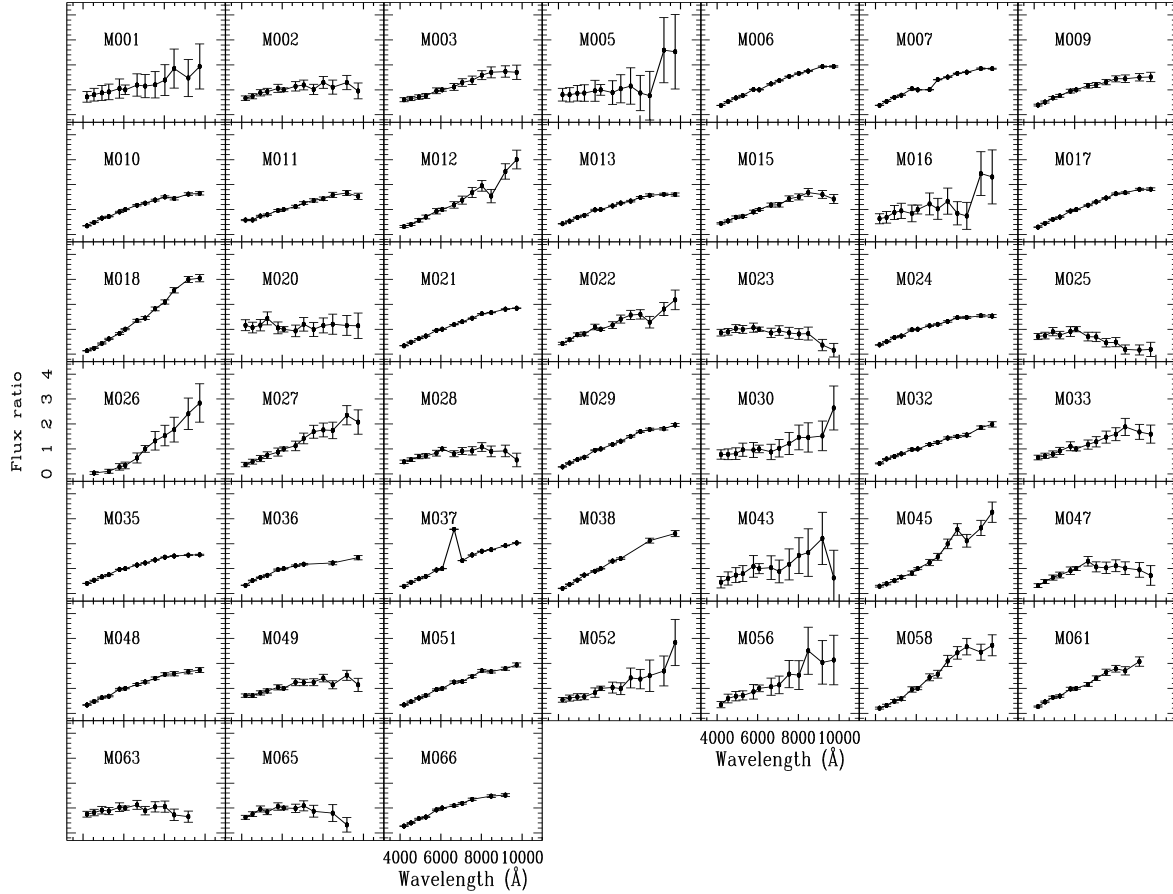 M001 M002 M003 M005 M006 M007 M009
M010 M011 M012 M013 M015 M016 M017
M018 M020 M021 M022 M023 M024 M025
Flux ratio
0 1 2 3 4
M026 M027 M028 M029 M030 M032 M033
M035 M036 M037 M038 M043 M045 M047
M048 M049 M051 M052 M056 M058 M061
4000 6000 8000 10000
Wavelength (Å)
M063 M065 M066
4000 6000 8000 10000
Wavelength (Å)